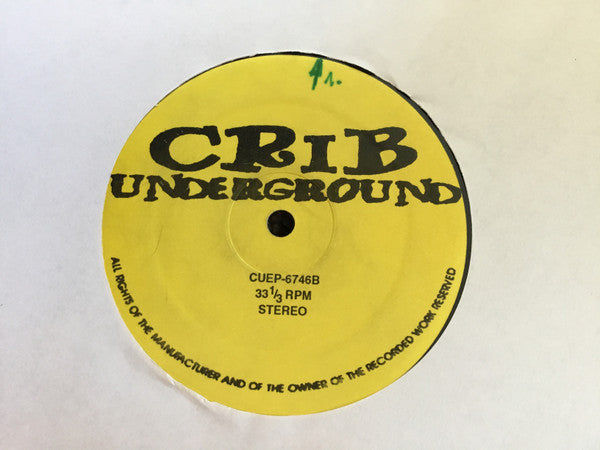 CRIB
UNDERGROUND
CUEP-6746B
33 1/3 RPM
STEREO
ALL RIGHTS OF THE MANUFACTURER AND OF THE OWNER OF THE RECORDED WORK RESERVED